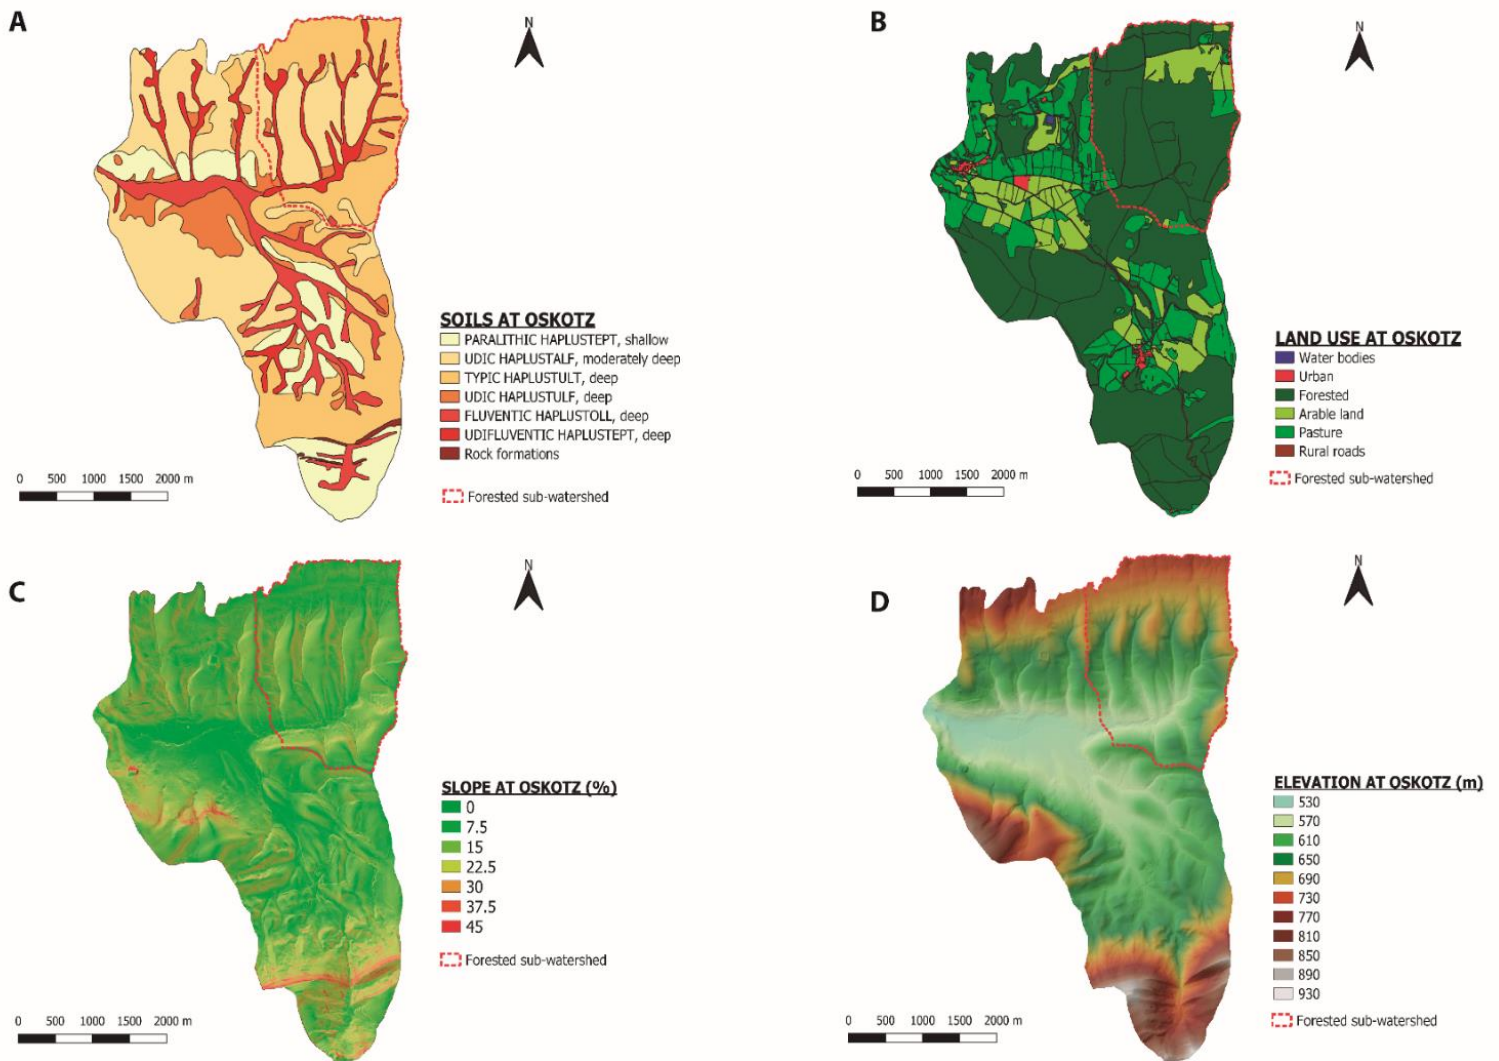 A
N
SOILS AT OSKOTZ
PARALITHIC HAPLUSTEPT, shallow
UDIC HAPLUSTALF, moderately deep
TYPIC HAPLUSTULT, deep
UDIC HAPLUSTULF, deep
FLUVENTIC HAPLUSTOLL, deep
UDIFLUVENTIC HAPLUSTEPT, deep
Rock formations
Forested sub-watershed
0 500 1000 1500 2000 m
B
N
LAND USE AT OSKOTZ
Water bodies
Urban
Forested
Arable land
Pasture
Rural roads
Forested sub-watershed
0 500 1000 1500 2000 m
C
N
SLOPE AT OSKOTZ (%)
0
7.5
15
22.5
30
37.5
45
Forested sub-watershed
0 500 1000 1500 2000 m
D
N
ELEVATION AT OSKOTZ (m)
530
570
610
650
690
730
770
810
850
890
930
Forested sub-watershed
0 500 1000 1500 2000 m